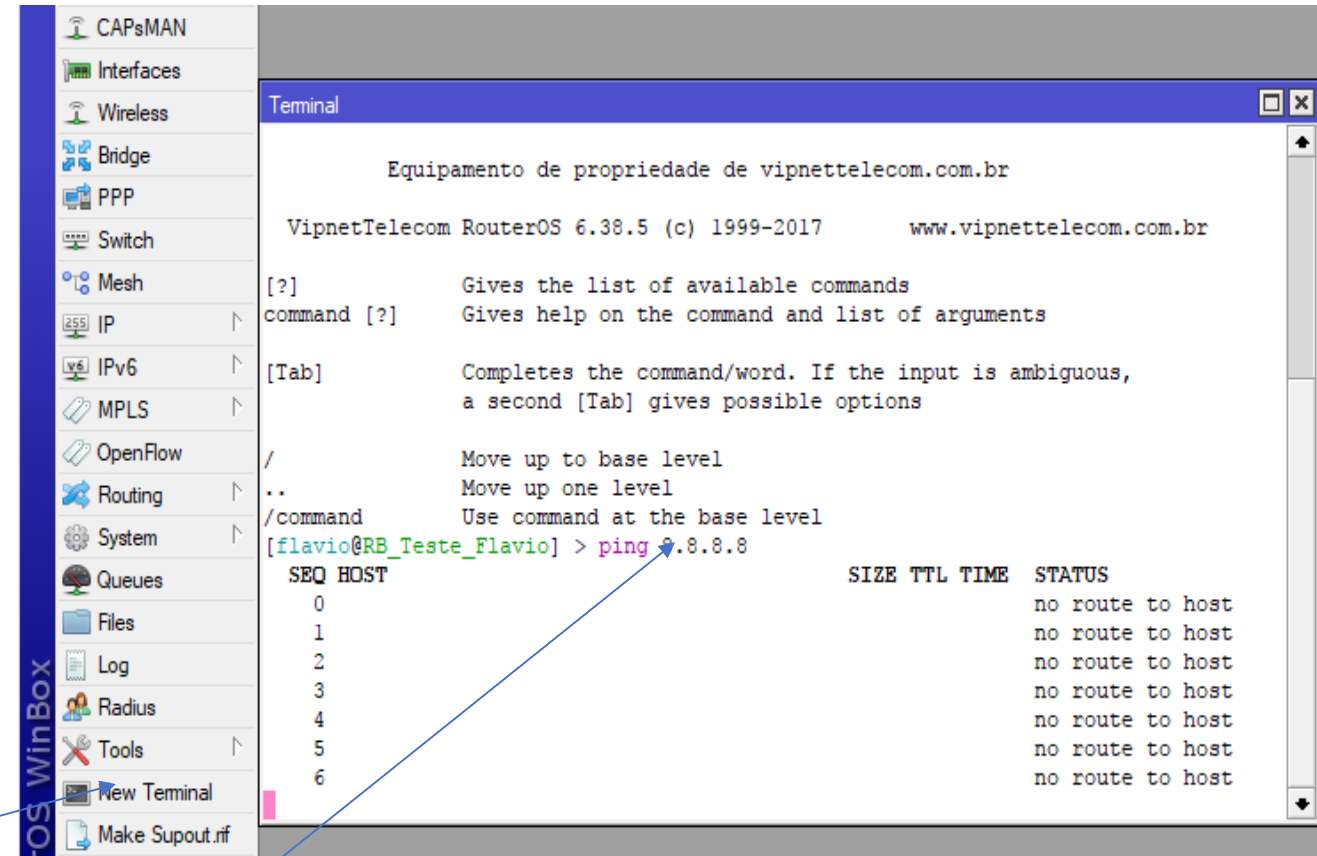 CAPsMAN
Interfaces
Wireless
Bridge
PPP
Switch
Mesh
255 IP
v6 IPv6
MPLS
OpenFlow
Routing
System
Queues
Files
Log
Radius
Tools
New Terminal
Make Supout.rif
OS WinBox
Terminal
Equipamento de propriedade de vipnettelecom.com.br
VipnetTelecom RouterOS 6.38.5 (c) 1999-2017 www.vipnettelecom.com.br
[?] Gives the list of available commands
command [?] Gives help on the command and list of arguments
[Tab] Completes the command/word. If the input is ambiguous,
a second [Tab] gives possible options
/ Move up to base level
.. Move up one level
/command Use command at the base level
[flavio@RB_Teste_Flavio] > ping 8.8.8.8
SEQ HOST SIZE TTL TIME STATUS
0 no route to host
1 no route to host
2 no route to host
3 no route to host
4 no route to host
5 no route to host
6 no route to host